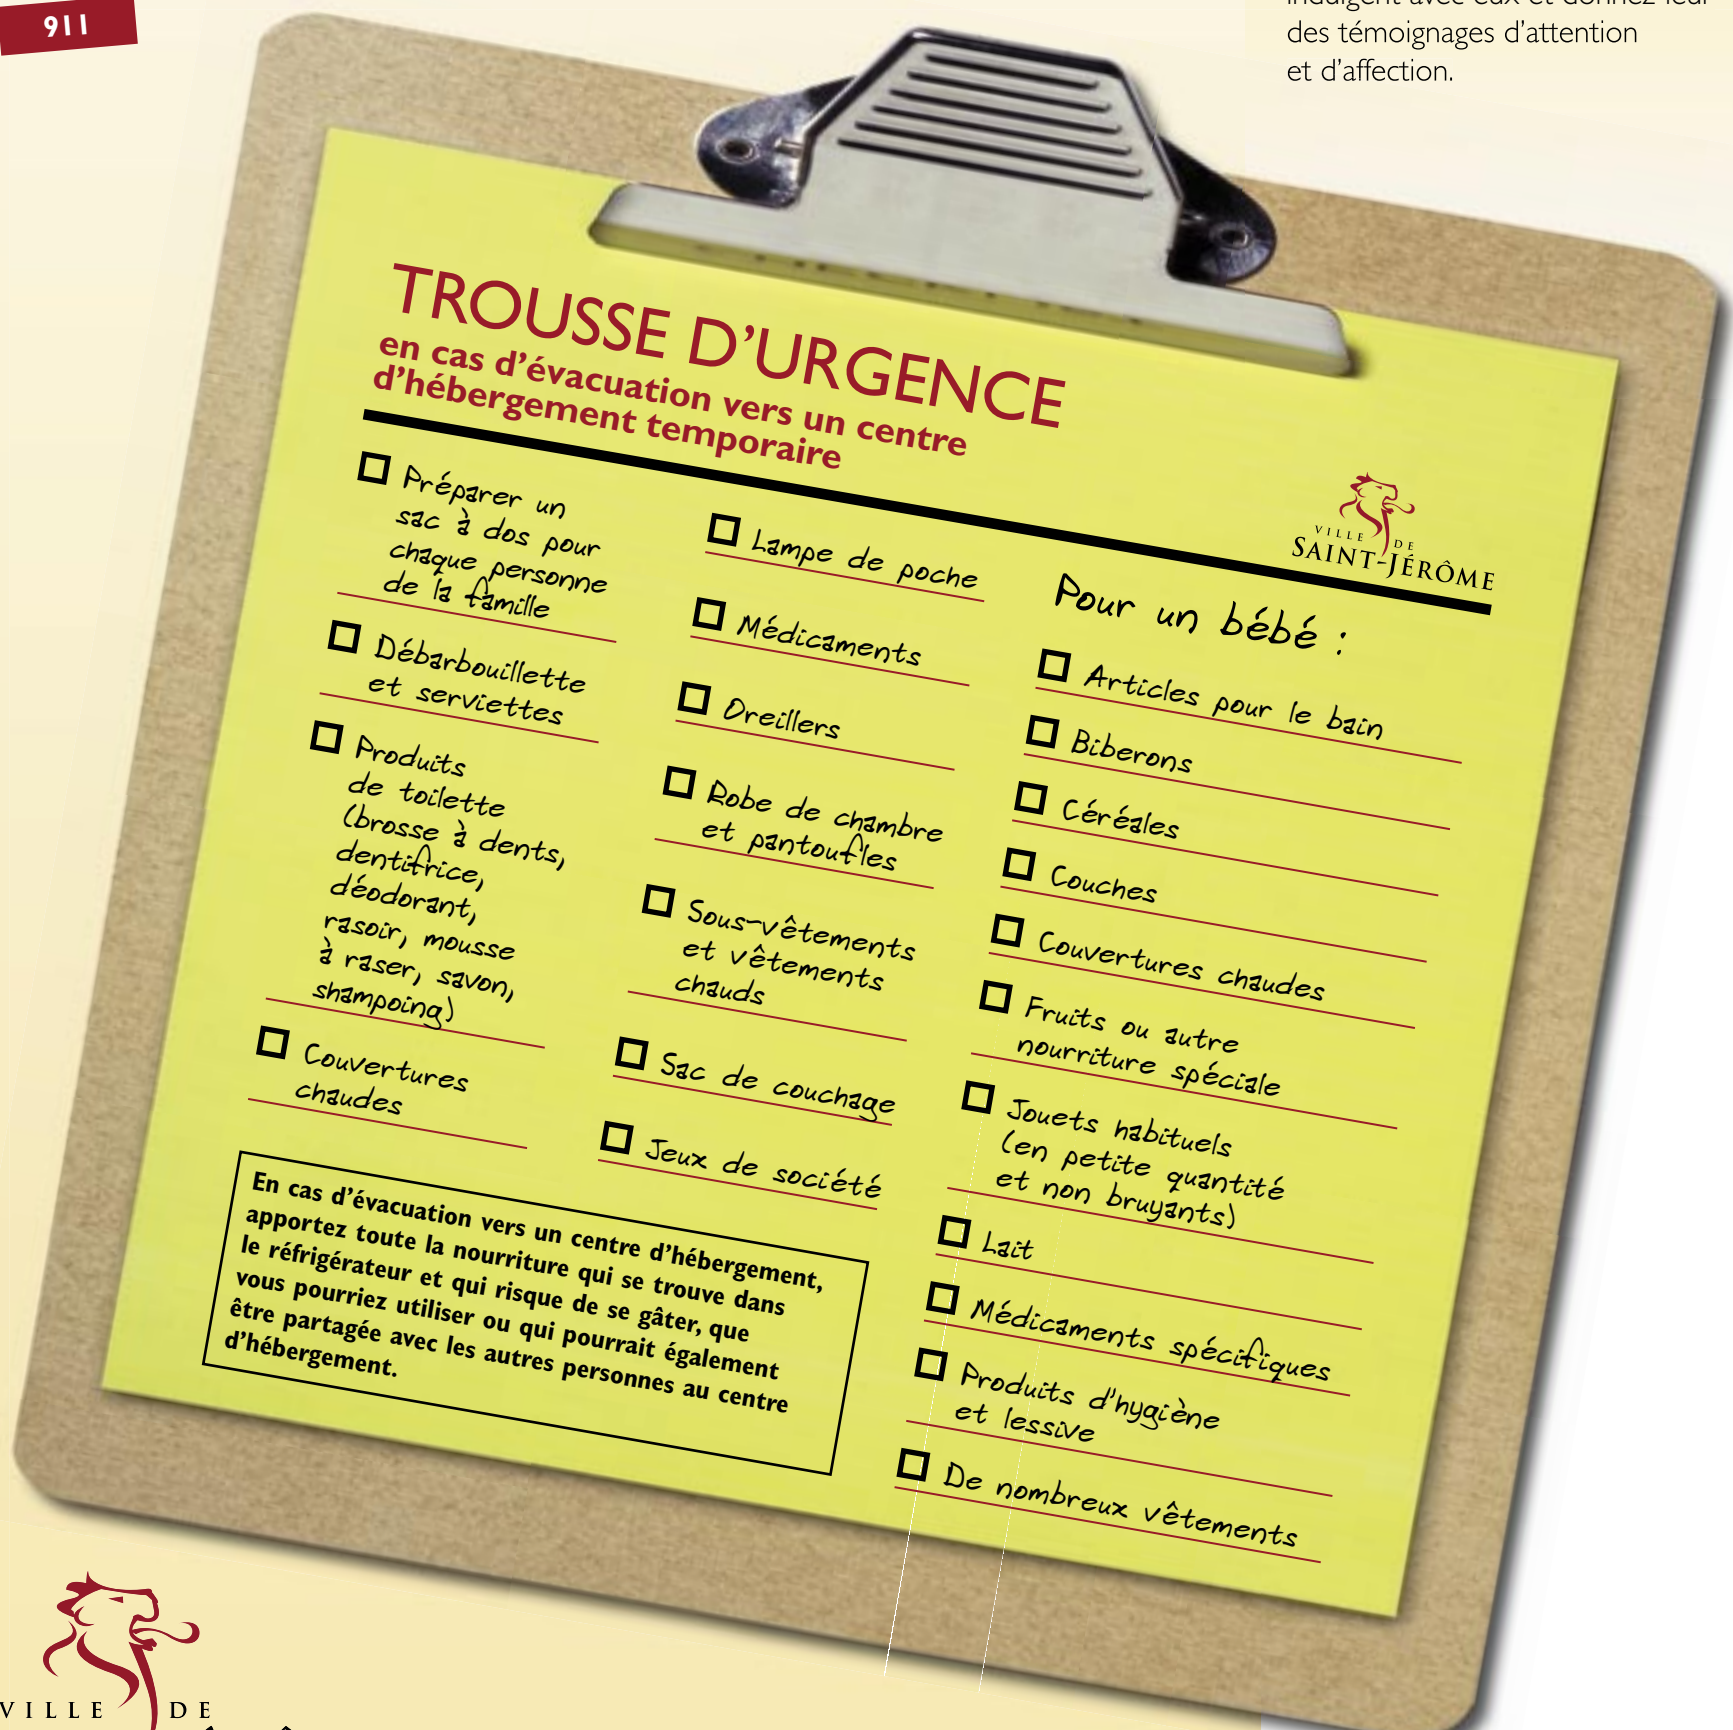 911
des témoignages d'attention
et d'affection.
TROUSSE D'URGENCE
en cas d'évacuation vers un centre
d'hébergement temporaire
VILLE DE
SAINT-JÉRÔME
Préparer un
sac à dos pour
chaque personne
de la famille
Débarbouillette
et serviettes
Produits
de toilette
(brosse à dents,
dentifrice,
déodorant,
rasoir, mousse
à raser, savon,
shampoing)
Couvertures
chaudes
Lampe de poche
Médicaments
Oreillers
Robe de chambre
et pantoufles
Sous-vêtements
et vêtements
chauds
Sac de couchage
Jeux de société
Pour un bébé :
Articles pour le bain
Biberons
Céréales
Couches
Couvertures chaudes
Fruits ou autre
nourriture spéciale
Jouets habituels
(en petite quantité
et non bruyants)
Lait
Médicaments spécifiques
Produits d'hygiène
et lessive
De nombreux vêtements
En cas d'évacuation vers un centre d'hébergement,
apportez toute la nourriture qui se trouve dans
le réfrigérateur et qui risque de se gâter, que
vous pourriez utiliser ou qui pourrait également
être partagée avec les autres personnes au centre
d'hébergement.
VILLE DE